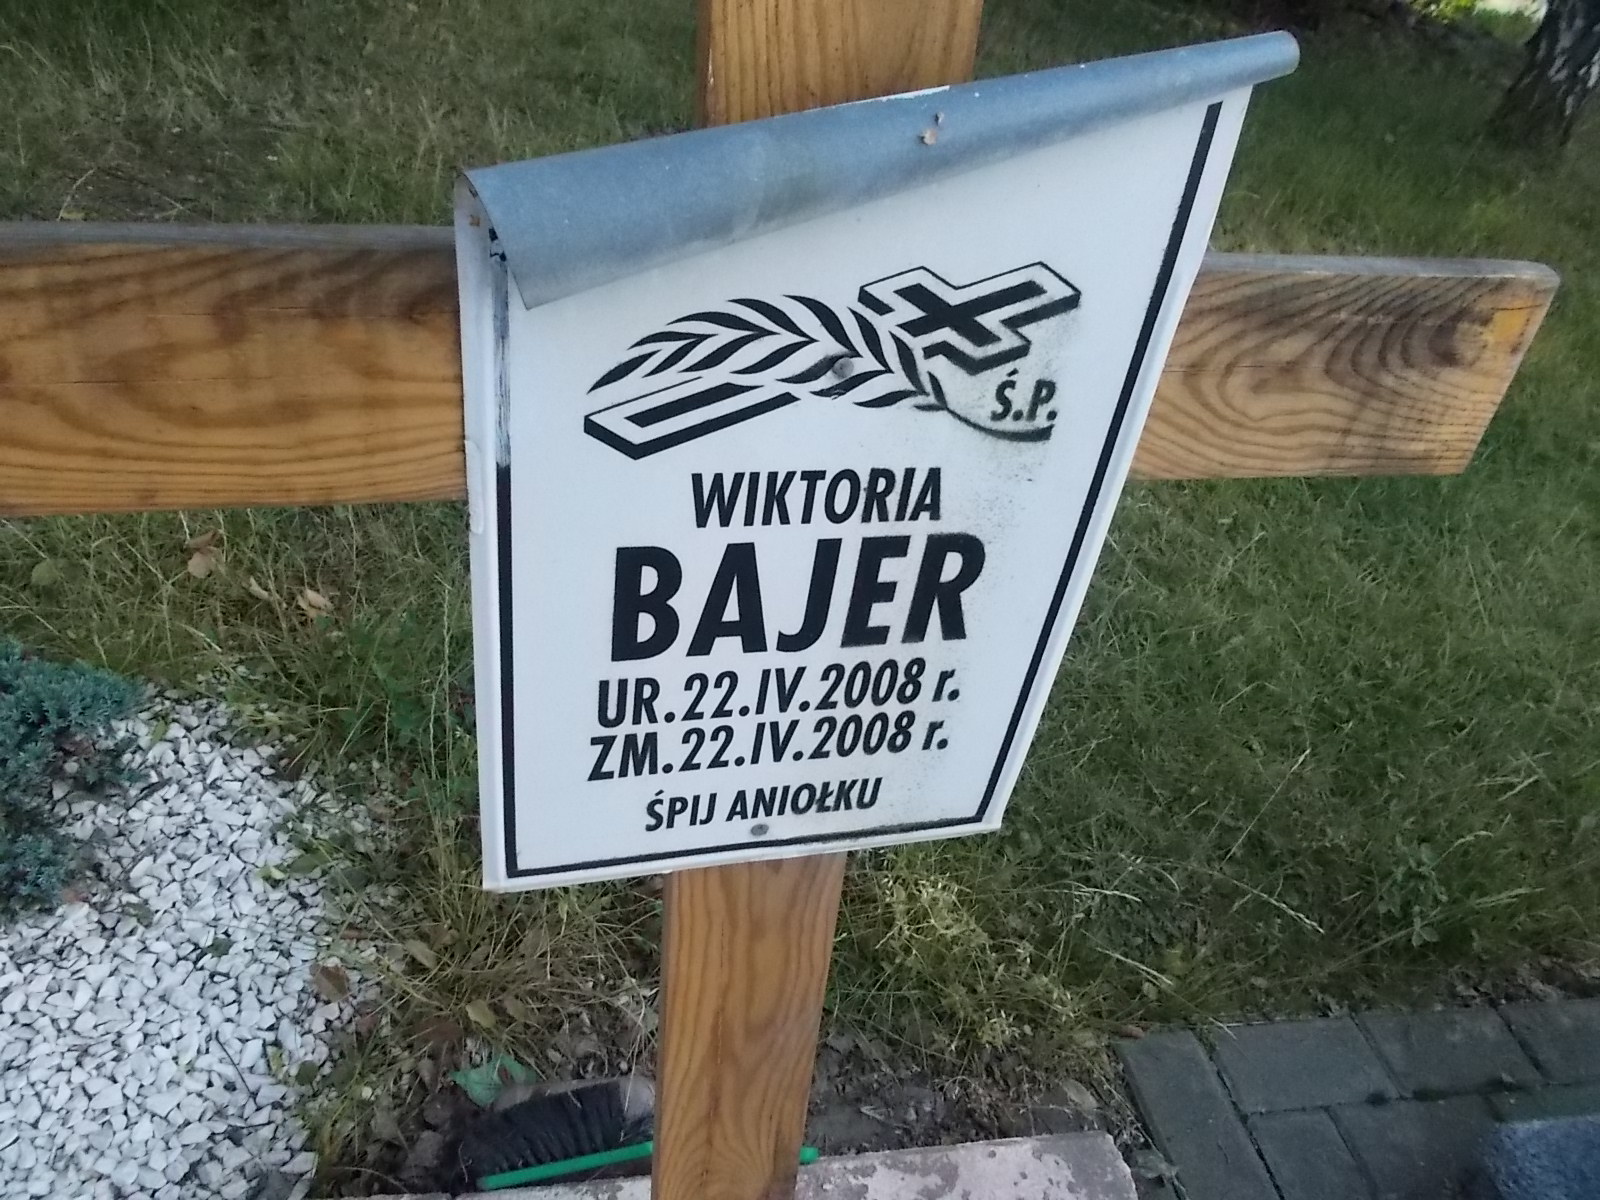 Ś.P.
WIKTORIA
BAJER
UR.22.IV.2008 r.
ZM.22.IV.2008 r.
ŚPIJ ANIOŁKU